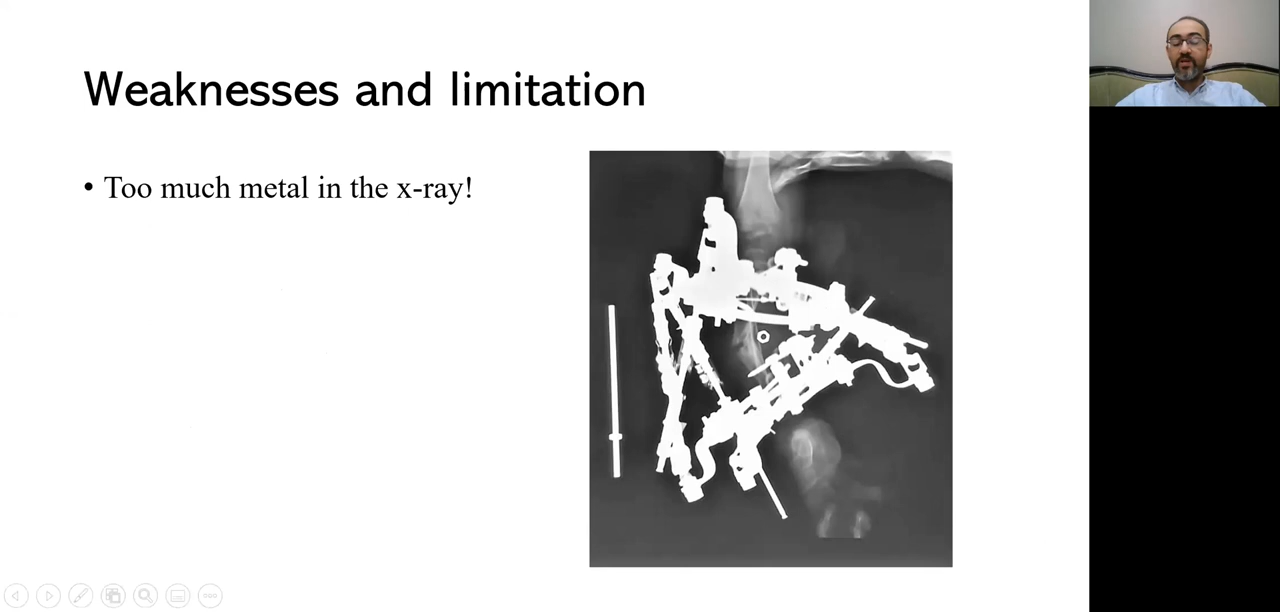 Weaknesses and limitation
• Too much metal in the x-ray!